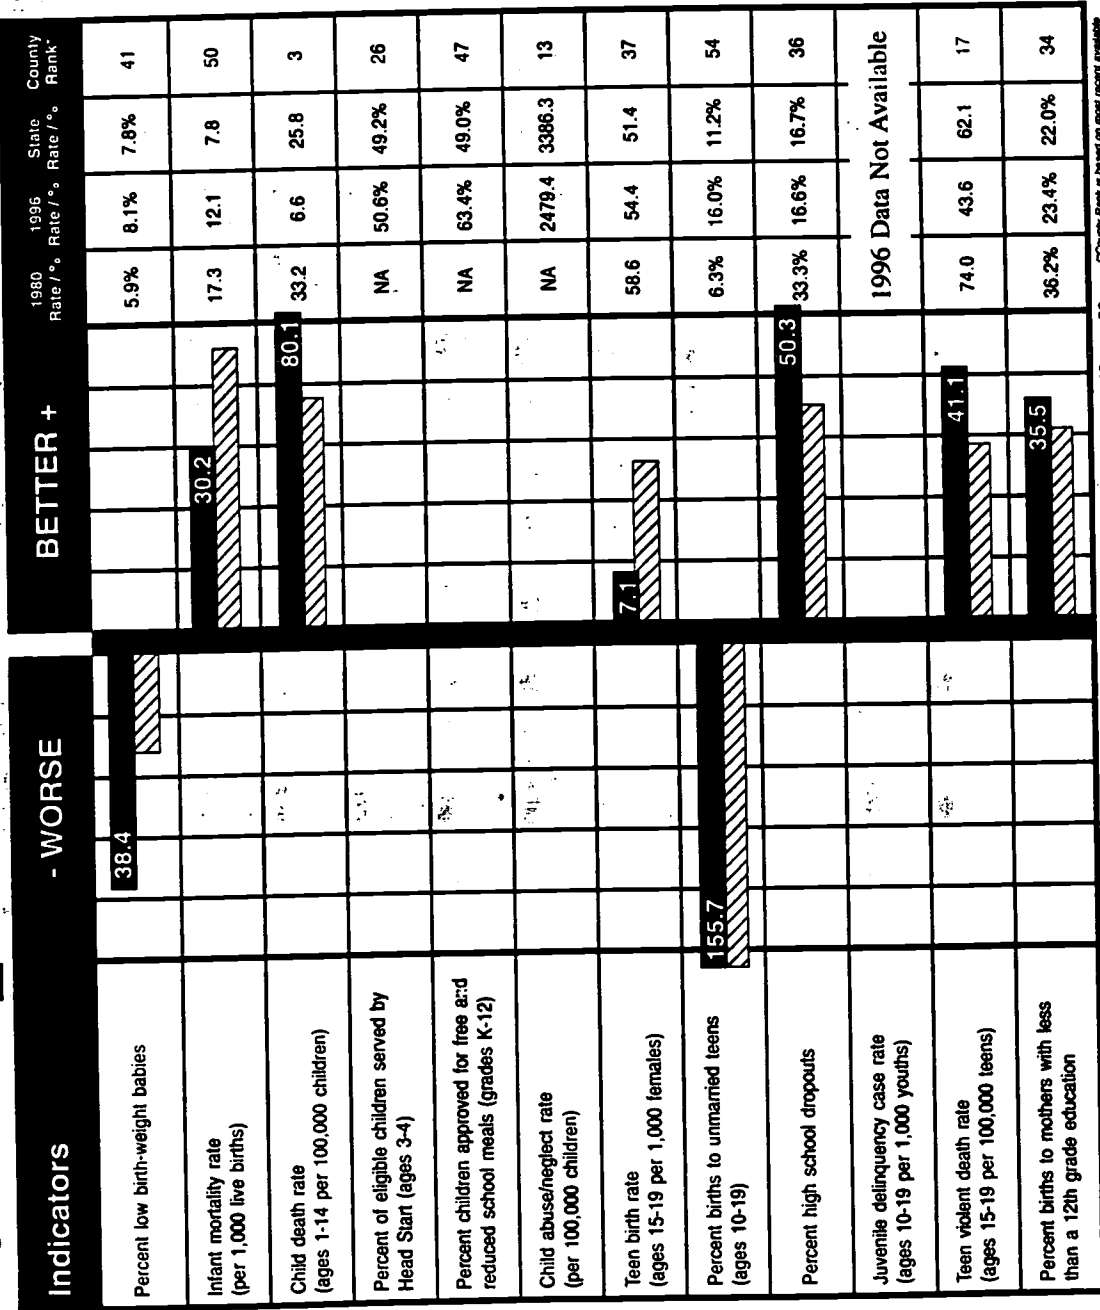 Indicators
- WORSE
BETTER +
1980
Rate / °。
1996
Rate / °。
State
Rate / °。
County
Rank*
Percent low birth-weight babies
38.4
5.9%
8.1%
7.8%
41
Infant mortality rate
(per 1,000 live births)
30.2
17.3
12.1
7.8
50
Child death rate
(ages 1-14 per 100,000 children)
80.1
33.2
6.6
25.8
3
Percent of eligible children served by
Head Start (ages 3-4)
NA
50.6%
49.2%
26
Percent children approved for free and
reduced school meals (grades K-12)
NA
63.4%
49.0%
47
Child abuse/neglect rate
(per 100,000 children)
NA
2479.4
3386.3
13
Teen birth rate
(ages 15-19 per 1,000 females)
7.1
58.6
54.4
51.4
37
Percent births to unmarried teens
(ages 10-19)
155.7
6.3%
16.0%
11.2%
54
Percent high school dropouts
50.3
33.3%
16.6%
16.7%
36
Juvenile delinquency case rate
(ages 10-19 per 1,000 youths)
1996 Data Not Available
Teen violent death rate
(ages 15-19 per 100,000 teens)
41.1
74.0
43.6
62.1
17
Percent births to mothers with less
than a 12th grade education
35.5
36.2%
23.4%
22.0%
34
County Rank is based on most recent available